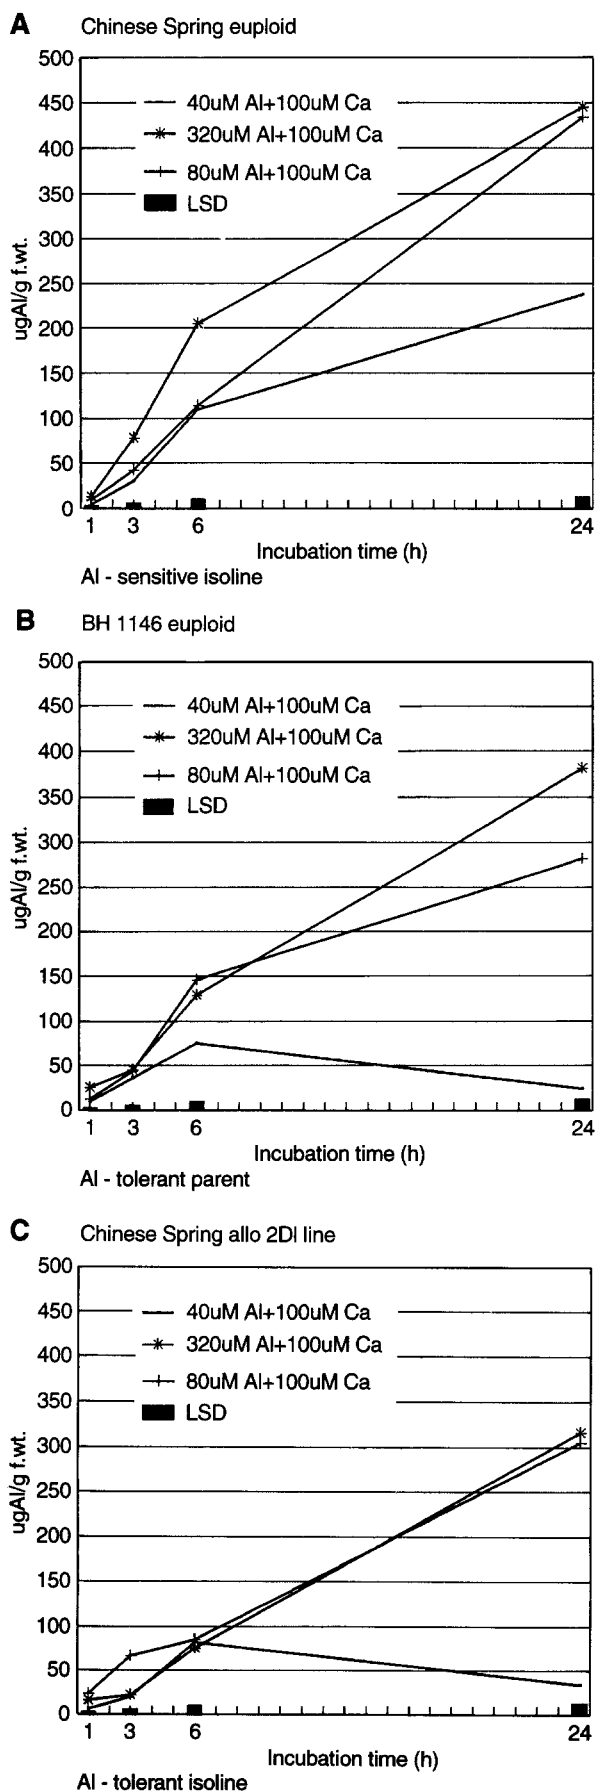 A Chinese Spring euploid
500
450
400
350
300
250
200
150
100
50
0
ugAl/g f.wt.
40uM Al+100uM Ca
320uM Al+100uM Ca
80uM Al+100uM Ca
LSD
1 3 6 24
Incubation time (h)
Al - sensitive isoline
B BH 1146 euploid
500
450
400
350
300
250
200
150
100
50
0
ugAl/g f.wt.
40uM Al+100uM Ca
320uM Al+100uM Ca
80uM Al+100uM Ca
LSD
1 3 6 24
Incubation time (h)
Al - tolerant parent
C Chinese Spring allo 2Dl line
500
450
400
350
300
250
200
150
100
50
0
ugAl/g f.wt.
40uM Al+100uM Ca
320uM Al+100uM Ca
80uM Al+100uM Ca
LSD
1 3 6 24
Incubation time (h)
Al - tolerant isoline